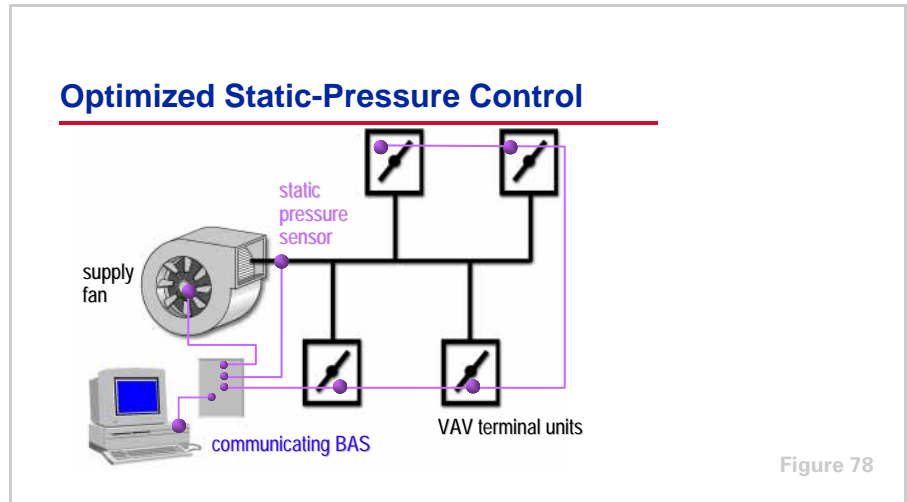 Optimized Static-Pressure Control
static
pressure
sensor
supply
fan
VAV terminal units
communicating BAS
Figure 78